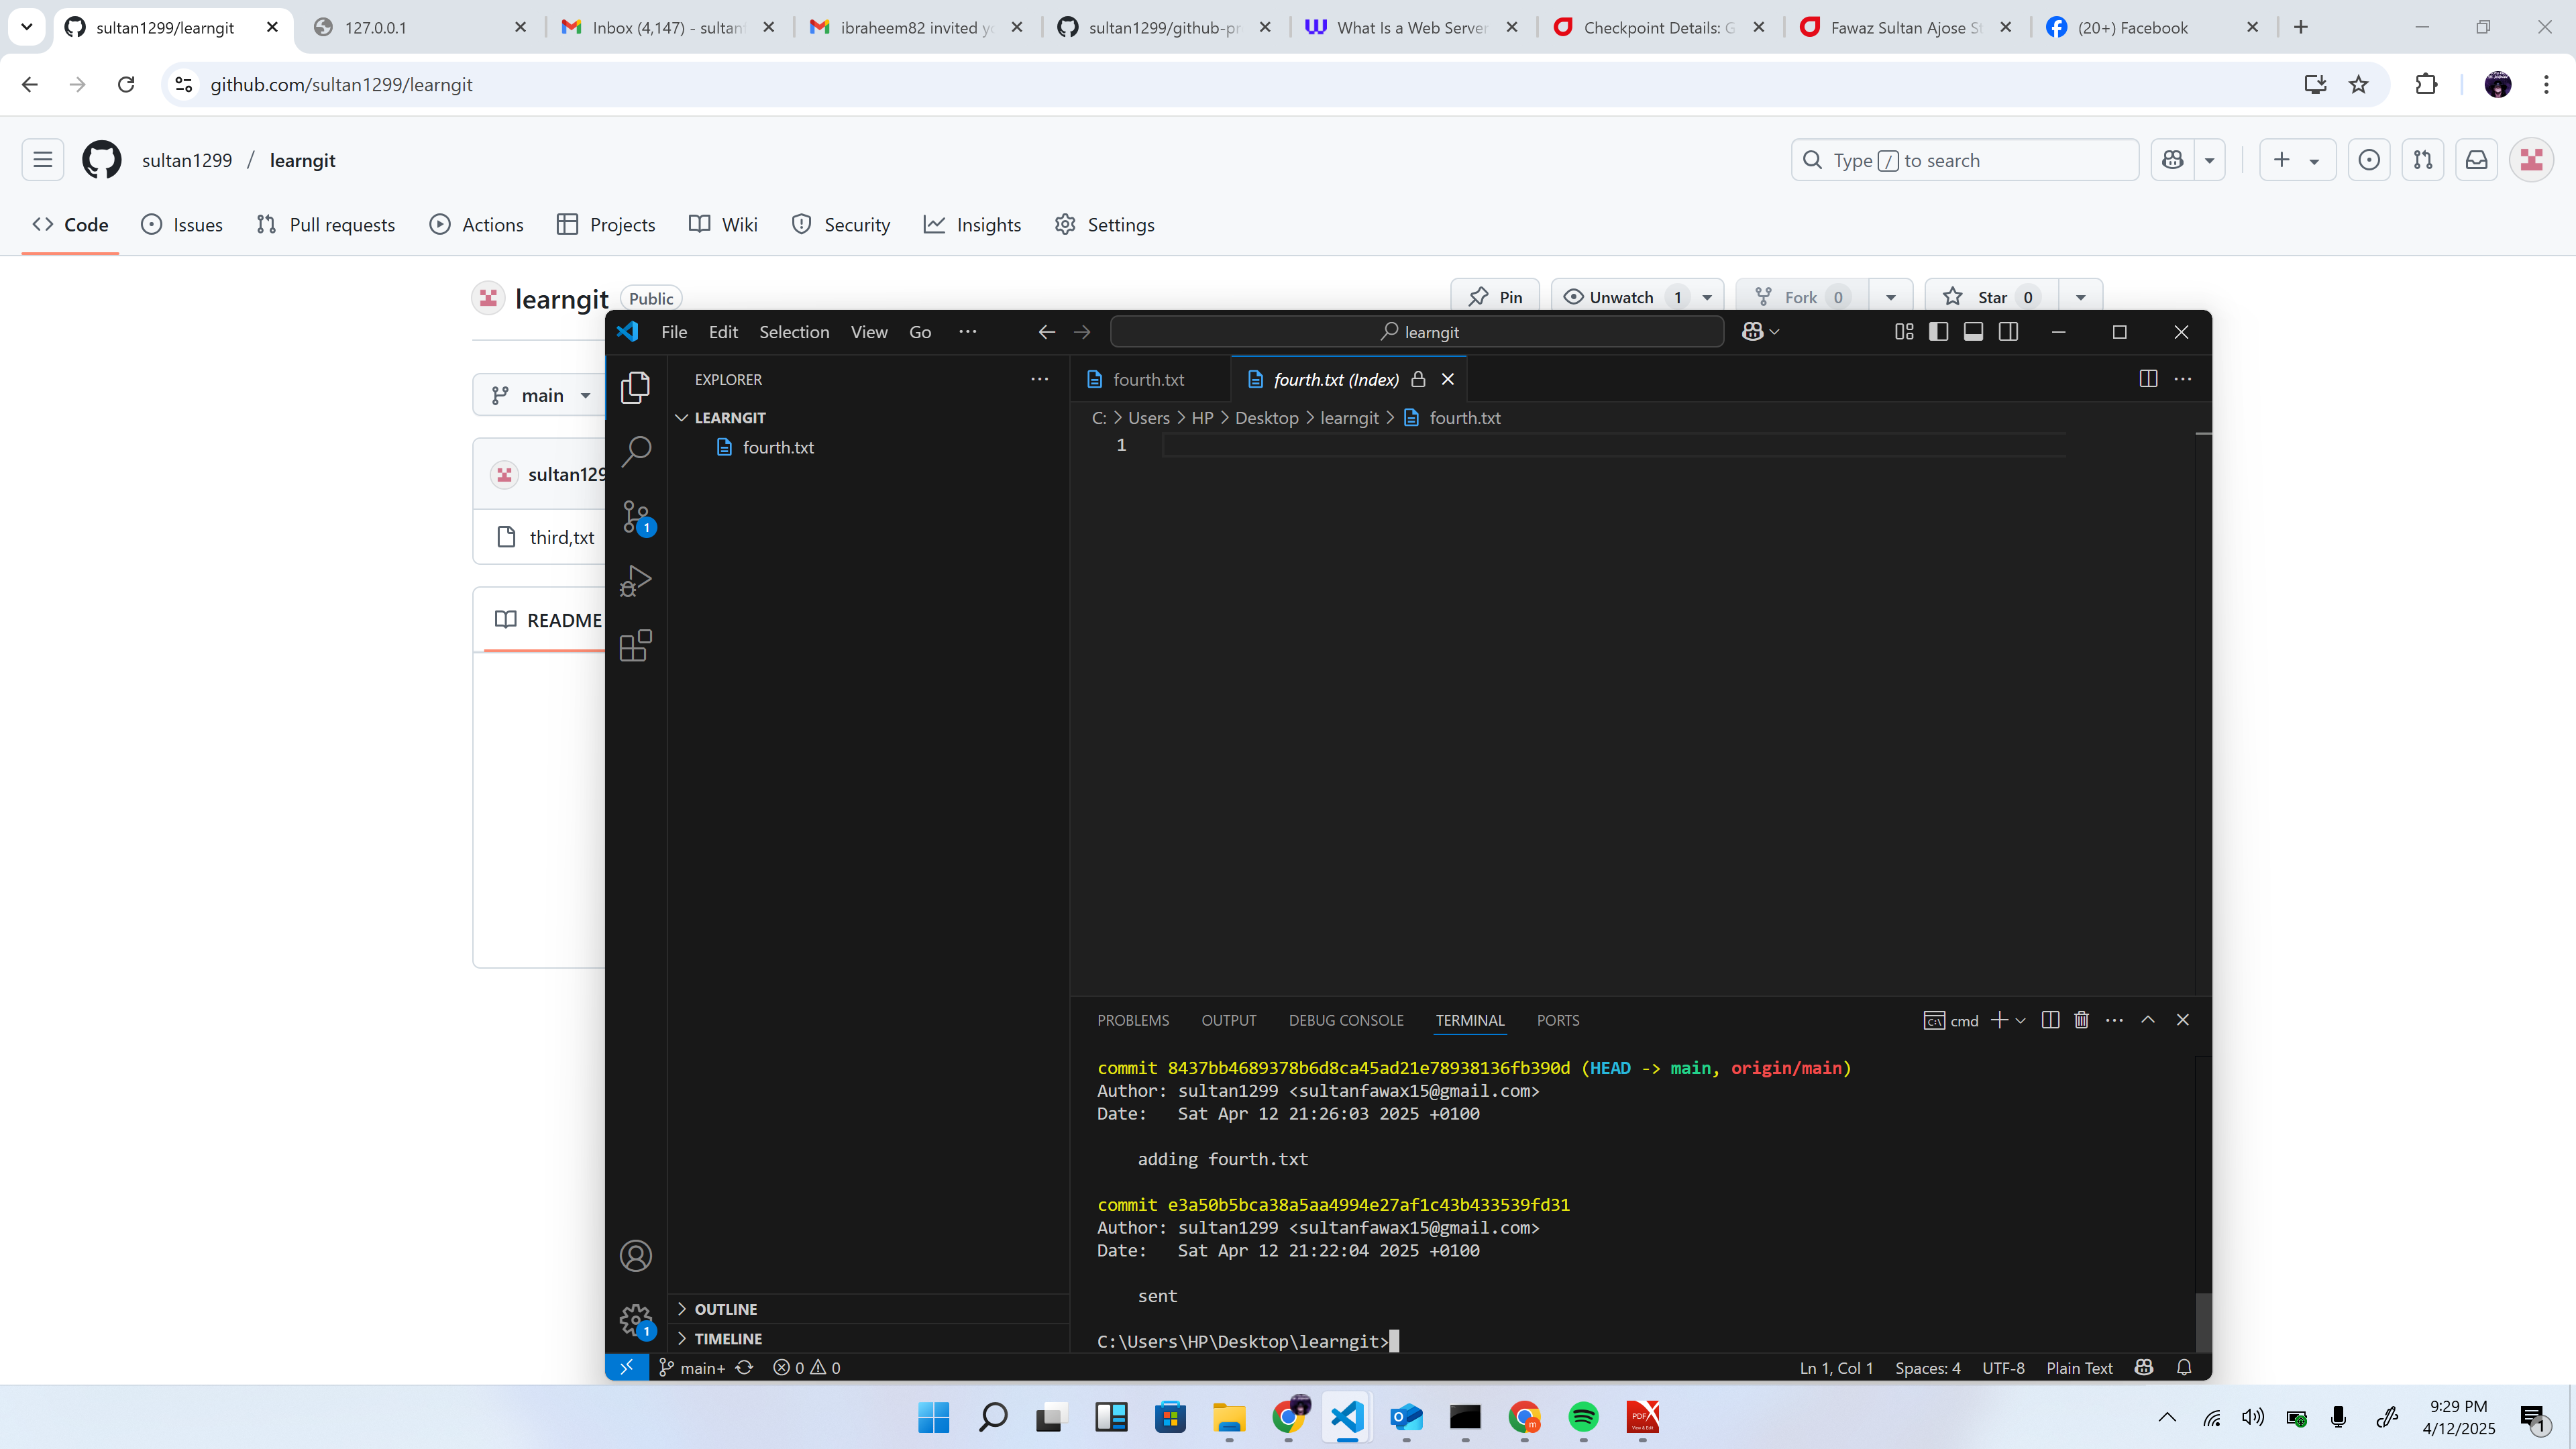 sultan1299/learngit
127.0.0.1
Inbox (4,147) - sultanf
ibraheem82 invited yo
sultan1299/github-pr
What Is a Web Server
Checkpoint Details: G
Fawaz Sultan Ajose St
(20+) Facebook
github.com/sultan1299/learngit
sultan1299 / learngit
Type / to search
Code
Issues
Pull requests
Actions
Projects
Wiki
Security
Insights
Settings
learngit Public
Pin
Unwatch 1
Fork 0
Star 0
main
sultan129
third,txt
README
File Edit Selection View Go ···
learngit
EXPLORER
LEARNGIT
fourth.txt
1
1
OUTLINE
TIMELINE
fourth.txt
fourth.txt (Index)
C: > Users > HP > Desktop > learngit > fourth.txt
1
PROBLEMS OUTPUT DEBUG CONSOLE TERMINAL PORTS
cmd
commit 8437bb4689378b6d8ca45ad21e78938136fb390d (HEAD -> main, origin/main)
Author: sultan1299 <sultanfawax15@gmail.com>
Date:   Sat Apr 12 21:26:03 2025 +0100
adding fourth.txt
commit e3a50b5bca38a5aa4994e27af1c43b433539fd31
Author: sultan1299 <sultanfawax15@gmail.com>
Date:   Sat Apr 12 21:22:04 2025 +0100
sent
C:\Users\HP\Desktop\learngit>
main+
0 0
Ln 1, Col 1
Spaces: 4
UTF-8
Plain Text
9:29 PM
4/12/2025
1